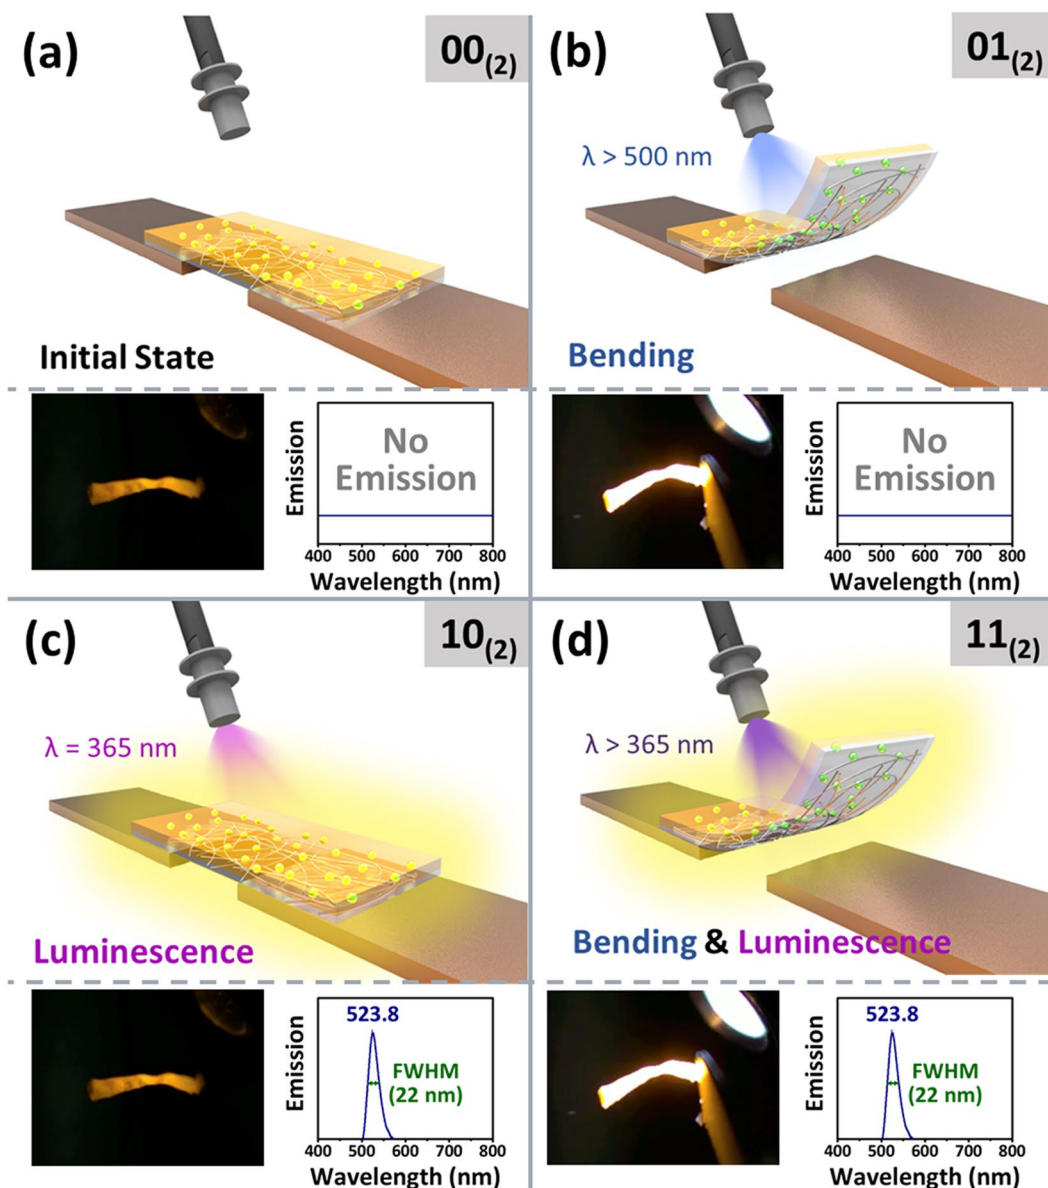 (a)
00(2)
Initial State
Emission
No
Emission
400 500 600 700 800
Wavelength (nm)
(b)
01(2)
λ > 500 nm
Bending
Emission
No
Emission
400 500 600 700 800
Wavelength (nm)
(c)
10(2)
λ = 365 nm
Luminescence
Emission
523.8
FWHM
(22 nm)
400 500 600 700 800
Wavelength (nm)
(d)
11(2)
λ > 365 nm
Bending & Luminescence
Emission
523.8
FWHM
(22 nm)
400 500 600 700 800
Wavelength (nm)